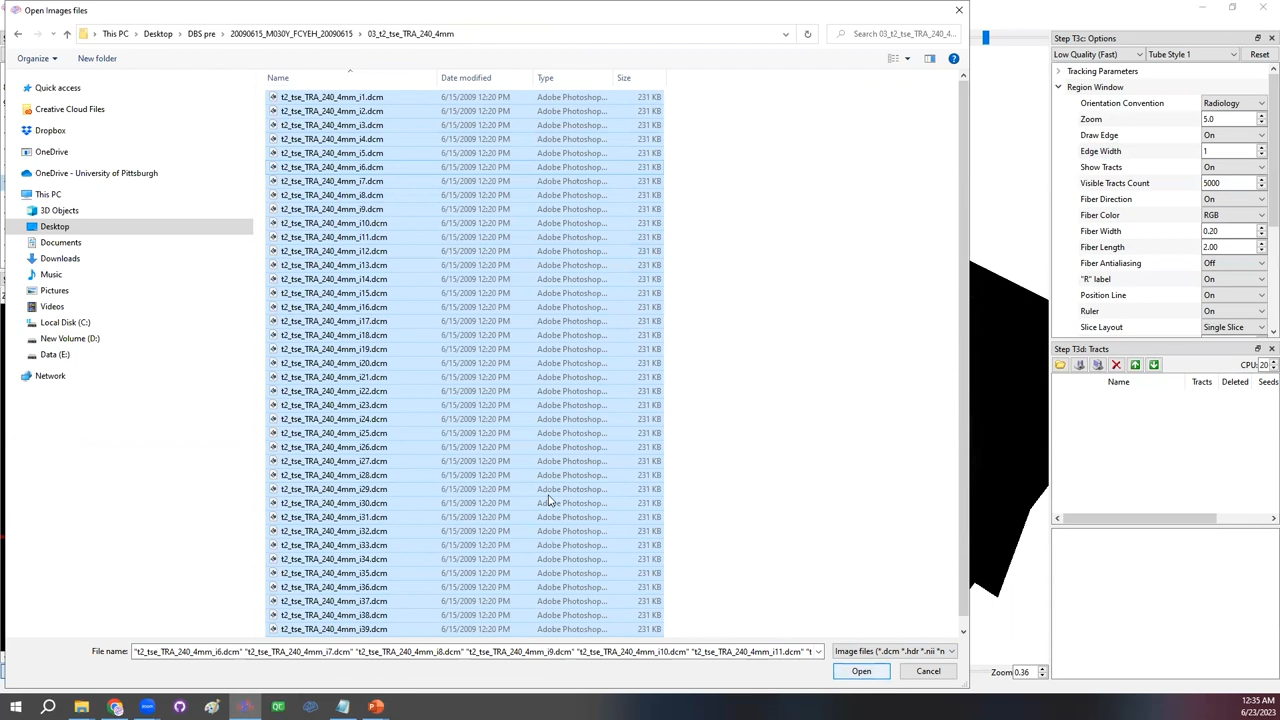 Open Images files
This PC > Desktop > DBS pre > 20090615_M030Y_FCYEH_20090615 > 03_t2_tse_TRA_240_4mm
Search 03_t2_tse_TRA_240_4...
Organize
New folder
Name Date modified Type Size
Quick access
Creative Cloud Files
Dropbox
OneDrive
OneDrive - University of Pittsburgh
This PC
3D Objects
Desktop
Documents
Downloads
Music
Pictures
Videos
Local Disk (C:)
New Volume (D:)
Data (E:)
Network
t2_tse_TRA_240_4mm_i1.dcm 6/15/2009 12:20 PM Adobe Photoshop... 231 KB
t2_tse_TRA_240_4mm_i2.dcm 6/15/2009 12:20 PM Adobe Photoshop... 231 KB
t2_tse_TRA_240_4mm_i3.dcm 6/15/2009 12:20 PM Adobe Photoshop... 231 KB
t2_tse_TRA_240_4mm_i4.dcm 6/15/2009 12:20 PM Adobe Photoshop... 231 KB
t2_tse_TRA_240_4mm_i5.dcm 6/15/2009 12:20 PM Adobe Photoshop... 231 KB
t2_tse_TRA_240_4mm_i6.dcm 6/15/2009 12:20 PM Adobe Photoshop... 231 KB
t2_tse_TRA_240_4mm_i7.dcm 6/15/2009 12:20 PM Adobe Photoshop... 231 KB
t2_tse_TRA_240_4mm_i8.dcm 6/15/2009 12:20 PM Adobe Photoshop... 231 KB
t2_tse_TRA_240_4mm_i9.dcm 6/15/2009 12:20 PM Adobe Photoshop... 231 KB
t2_tse_TRA_240_4mm_i10.dcm 6/15/2009 12:20 PM Adobe Photoshop... 231 KB
t2_tse_TRA_240_4mm_i11.dcm 6/15/2009 12:20 PM Adobe Photoshop... 231 KB
t2_tse_TRA_240_4mm_i12.dcm 6/15/2009 12:20 PM Adobe Photoshop... 231 KB
t2_tse_TRA_240_4mm_i13.dcm 6/15/2009 12:20 PM Adobe Photoshop... 231 KB
t2_tse_TRA_240_4mm_i14.dcm 6/15/2009 12:20 PM Adobe Photoshop... 231 KB
t2_tse_TRA_240_4mm_i15.dcm 6/15/2009 12:20 PM Adobe Photoshop... 231 KB
t2_tse_TRA_240_4mm_i16.dcm 6/15/2009 12:20 PM Adobe Photoshop... 231 KB
t2_tse_TRA_240_4mm_i17.dcm 6/15/2009 12:20 PM Adobe Photoshop... 231 KB
t2_tse_TRA_240_4mm_i18.dcm 6/15/2009 12:20 PM Adobe Photoshop... 231 KB
t2_tse_TRA_240_4mm_i19.dcm 6/15/2009 12:20 PM Adobe Photoshop... 231 KB
t2_tse_TRA_240_4mm_i20.dcm 6/15/2009 12:20 PM Adobe Photoshop... 231 KB
t2_tse_TRA_240_4mm_i21.dcm 6/15/2009 12:20 PM Adobe Photoshop... 231 KB
t2_tse_TRA_240_4mm_i22.dcm 6/15/2009 12:20 PM Adobe Photoshop... 231 KB
t2_tse_TRA_240_4mm_i23.dcm 6/15/2009 12:20 PM Adobe Photoshop... 231 KB
t2_tse_TRA_240_4mm_i24.dcm 6/15/2009 12:20 PM Adobe Photoshop... 231 KB
t2_tse_TRA_240_4mm_i25.dcm 6/15/2009 12:20 PM Adobe Photoshop... 231 KB
t2_tse_TRA_240_4mm_i26.dcm 6/15/2009 12:20 PM Adobe Photoshop... 231 KB
t2_tse_TRA_240_4mm_i27.dcm 6/15/2009 12:20 PM Adobe Photoshop... 231 KB
t2_tse_TRA_240_4mm_i28.dcm 6/15/2009 12:20 PM Adobe Photoshop... 231 KB
t2_tse_TRA_240_4mm_i29.dcm 6/15/2009 12:20 PM Adobe Photoshop... 231 KB
t2_tse_TRA_240_4mm_i30.dcm 6/15/2009 12:20 PM Adobe Photoshop... 231 KB
t2_tse_TRA_240_4mm_i31.dcm 6/15/2009 12:20 PM Adobe Photoshop... 231 KB
t2_tse_TRA_240_4mm_i32.dcm 6/15/2009 12:20 PM Adobe Photoshop... 231 KB
t2_tse_TRA_240_4mm_i33.dcm 6/15/2009 12:20 PM Adobe Photoshop... 231 KB
t2_tse_TRA_240_4mm_i34.dcm 6/15/2009 12:20 PM Adobe Photoshop... 231 KB
t2_tse_TRA_240_4mm_i35.dcm 6/15/2009 12:20 PM Adobe Photoshop... 231 KB
t2_tse_TRA_240_4mm_i36.dcm 6/15/2009 12:20 PM Adobe Photoshop... 231 KB
t2_tse_TRA_240_4mm_i37.dcm 6/15/2009 12:20 PM Adobe Photoshop... 231 KB
t2_tse_TRA_240_4mm_i38.dcm 6/15/2009 12:20 PM Adobe Photoshop... 231 KB
t2_tse_TRA_240_4mm_i39.dcm 6/15/2009 12:20 PM Adobe Photoshop... 231 KB
File name: "t2_tse_TRA_240_4mm_i6.dcm" "t2_tse_TRA_240_4mm_i7.dcm" "t2_tse_TRA_240_4mm_i8.dcm" "t2_tse_TRA_240_4mm_i9.dcm" "t2_tse_TRA_240_4mm_i10.dcm" "t2_tse_TRA_240_4mm_i11.dcm" "t
Image files (*.dcm *.hdr *.nii *n
Open
Cancel
Step T3c: Options
Low Quality (Fast) Tube Style 1 Reset
Tracking Parameters
Region Window
Orientation Convention Radiology
Zoom 5.0
Draw Edge On
Edge Width 1
Show Tracts On
Visible Tracts Count 5000
Fiber Direction On
Fiber Color RGB
Fiber Width 0.20
Fiber Length 2.00
Fiber Antialiasing Off
"R" label On
Position Line On
Ruler On
Slice Layout Single Slice
Step T3d: Tracts
CPU: 20
Name Tracts Deleted Seeds
Zoom 0.36
QC
12:35 AM
6/23/2023